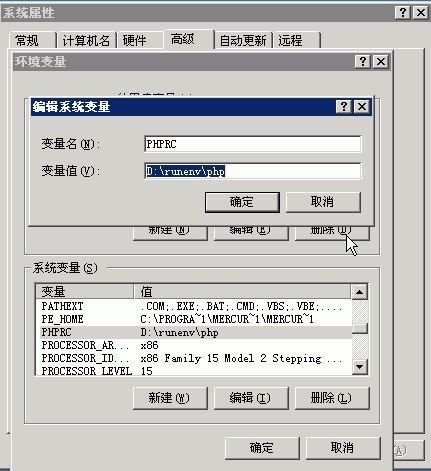 系统属性
常规 计算机名 硬件 高级 自动更新 远程
环境变量
编辑系统变量
变量名(N): PHPRC
变量值(V): D:\runenv\php
确定 取消
新建(N) 编辑(E) 删除(D)
系统变量(S)
变量 值
PATHEXT .COM;.EXE;.BAT;.CMD;.VBS;.VBE;....
PE_HOME C:\PROGRA~1\MERCUR~1\MERCUR~1
PHPRC D:\runenv\php
PROCESSOR_AR... x86
PROCESSOR_ID... x86 Family 15 Model 2 Stepping ...
PROCESSOR_LEVEL 15
新建(W) 编辑(I) 删除(L)
确定 取消
(A)